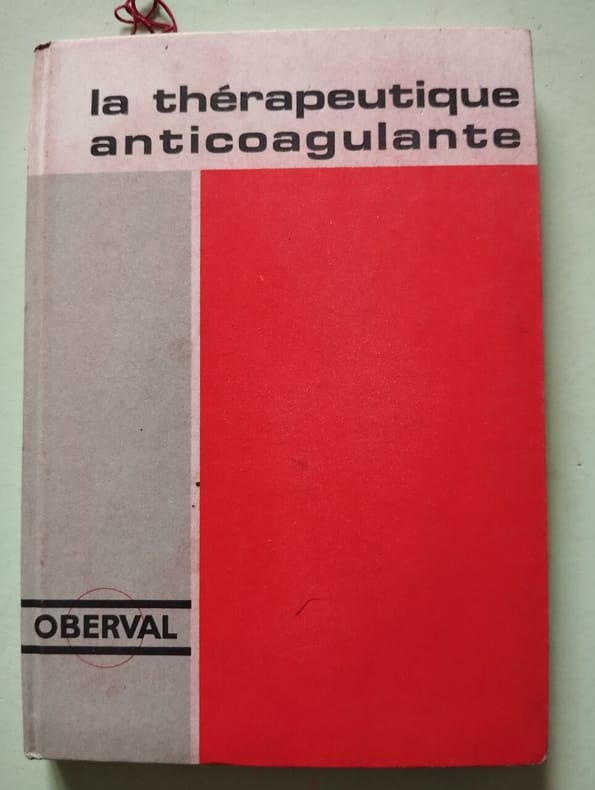 la thérapeutique
anticoagulante
OBERVAL